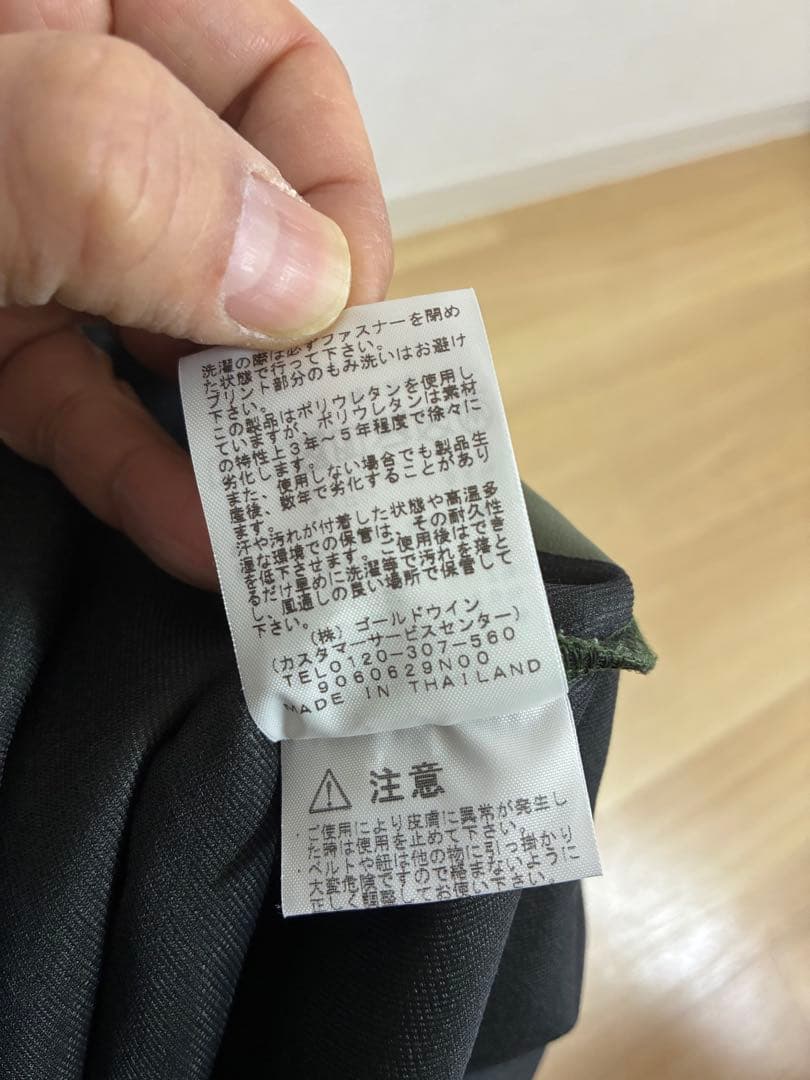 洗濯の際は必ずファスナーを閉め
た状態で行って下さい。
プリント部分のもみ洗いはお避け
下さい。
この製品はポリウレタンを使用し
ていますが、ポリウレタンは素材
の特性上3年～5年程度で徐々に
劣化します。
また、使用しない場合でも製品生
産後、数年で劣化することがあり
ます。
汗や汚れが付着した状態や高温多
湿な環境での保管は、その耐久性
を低下させます。ご使用後はでき
るだけ早めに洗濯等で汚れを落と
し、風通しの良い場所で保管して
下さい。
(株) ゴールドウイン
(カスタマーサービスセンター)
TEL0120-307-560
9060629N00
MADE IN THAILAND
注意
・ご使用により皮膚に異常が発生し
た時は使用を止めて下さい。
・ベルトや紐は他の物に引っ掛かり
大変危険ですので絡まないように
正しく調整してお使い下さい